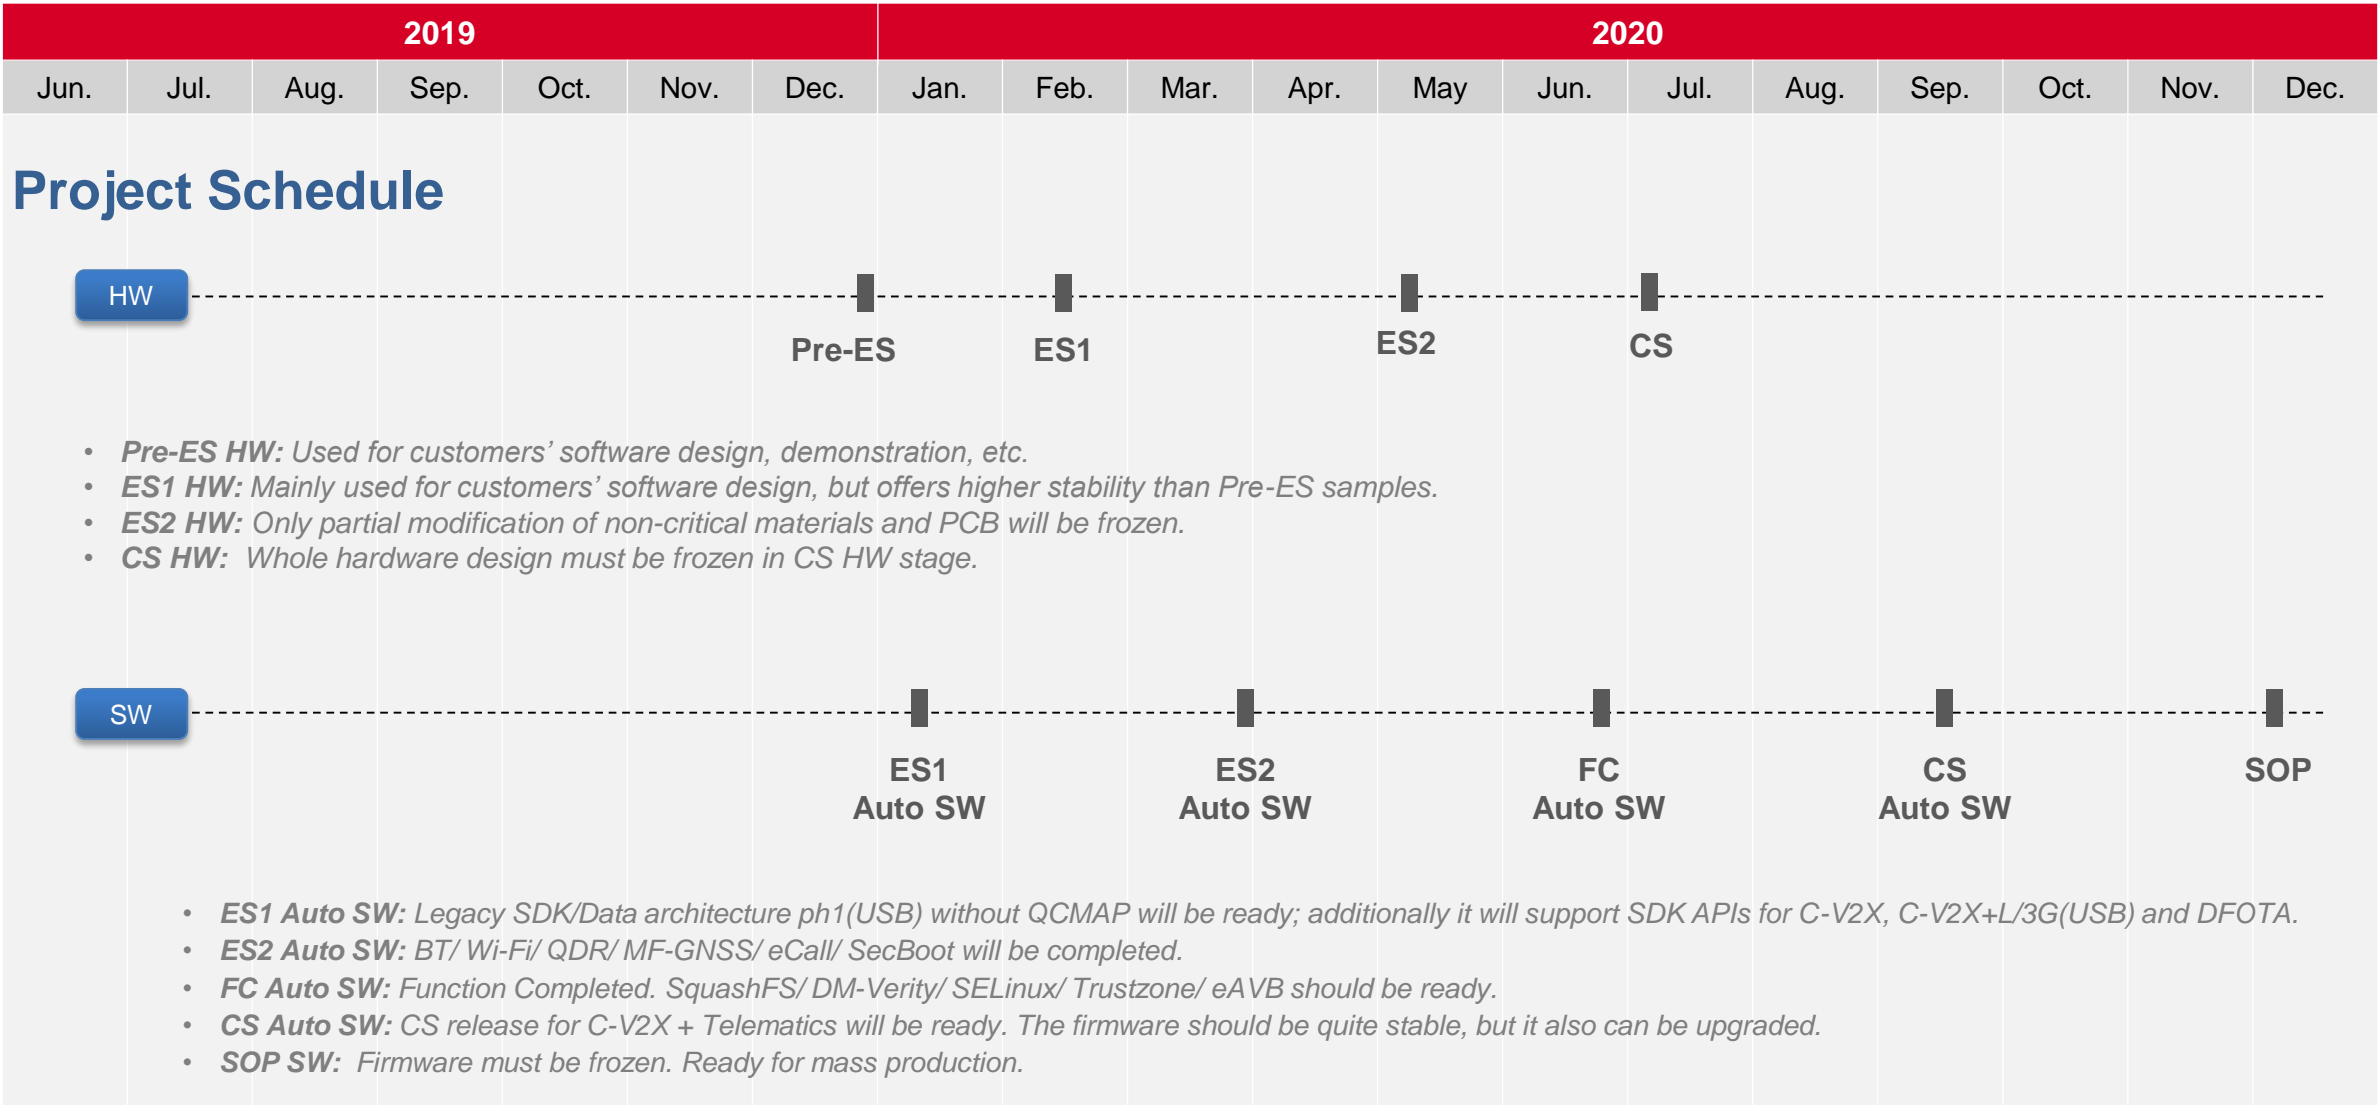 2019 2020
Jun. Jul. Aug. Sep. Oct. Nov. Dec. Jan. Feb. Mar. Apr. May Jun. Jul. Aug. Sep. Oct. Nov. Dec.
Project Schedule
HW
Pre-ES ES1 ES2 CS
• Pre-ES HW: Used for customers’ software design, demonstration, etc.
• ES1 HW: Mainly used for customers’ software design, but offers higher stability than Pre-ES samples.
• ES2 HW: Only partial modification of non-critical materials and PCB will be frozen.
• CS HW: Whole hardware design must be frozen in CS HW stage.
SW
ES1 ES2 FC CS SOP
Auto SW Auto SW Auto SW Auto SW
• ES1 Auto SW: Legacy SDK/Data architecture ph1(USB) without QCMAP will be ready; additionally it will support SDK APIs for C-V2X, C-V2X+L/3G(USB) and DFOTA.
• ES2 Auto SW: BT/ Wi-Fi/ QDR/ MF-GNSS/ eCall/ SecBoot will be completed.
• FC Auto SW: Function Completed. SquashFS/ DM-Verity/ SELinux/ Trustzone/ eAVB should be ready.
• CS Auto SW: CS release for C-V2X + Telematics will be ready. The firmware should be quite stable, but it also can be upgraded.
• SOP SW: Firmware must be frozen. Ready for mass production.